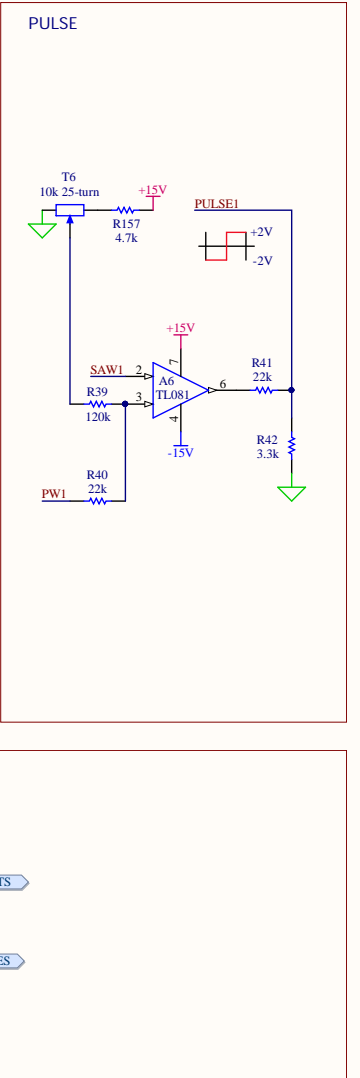 PULSE
T6
10k 25-turn
+15V
R157
4.7k
PULSE1
+2V
-2V
+15V
7
SAW1
2
A6
TL081
6
R41
22k
R39
120k
3
4
-15V
R42
3.3k
R40
22k
PW1
TS
ES